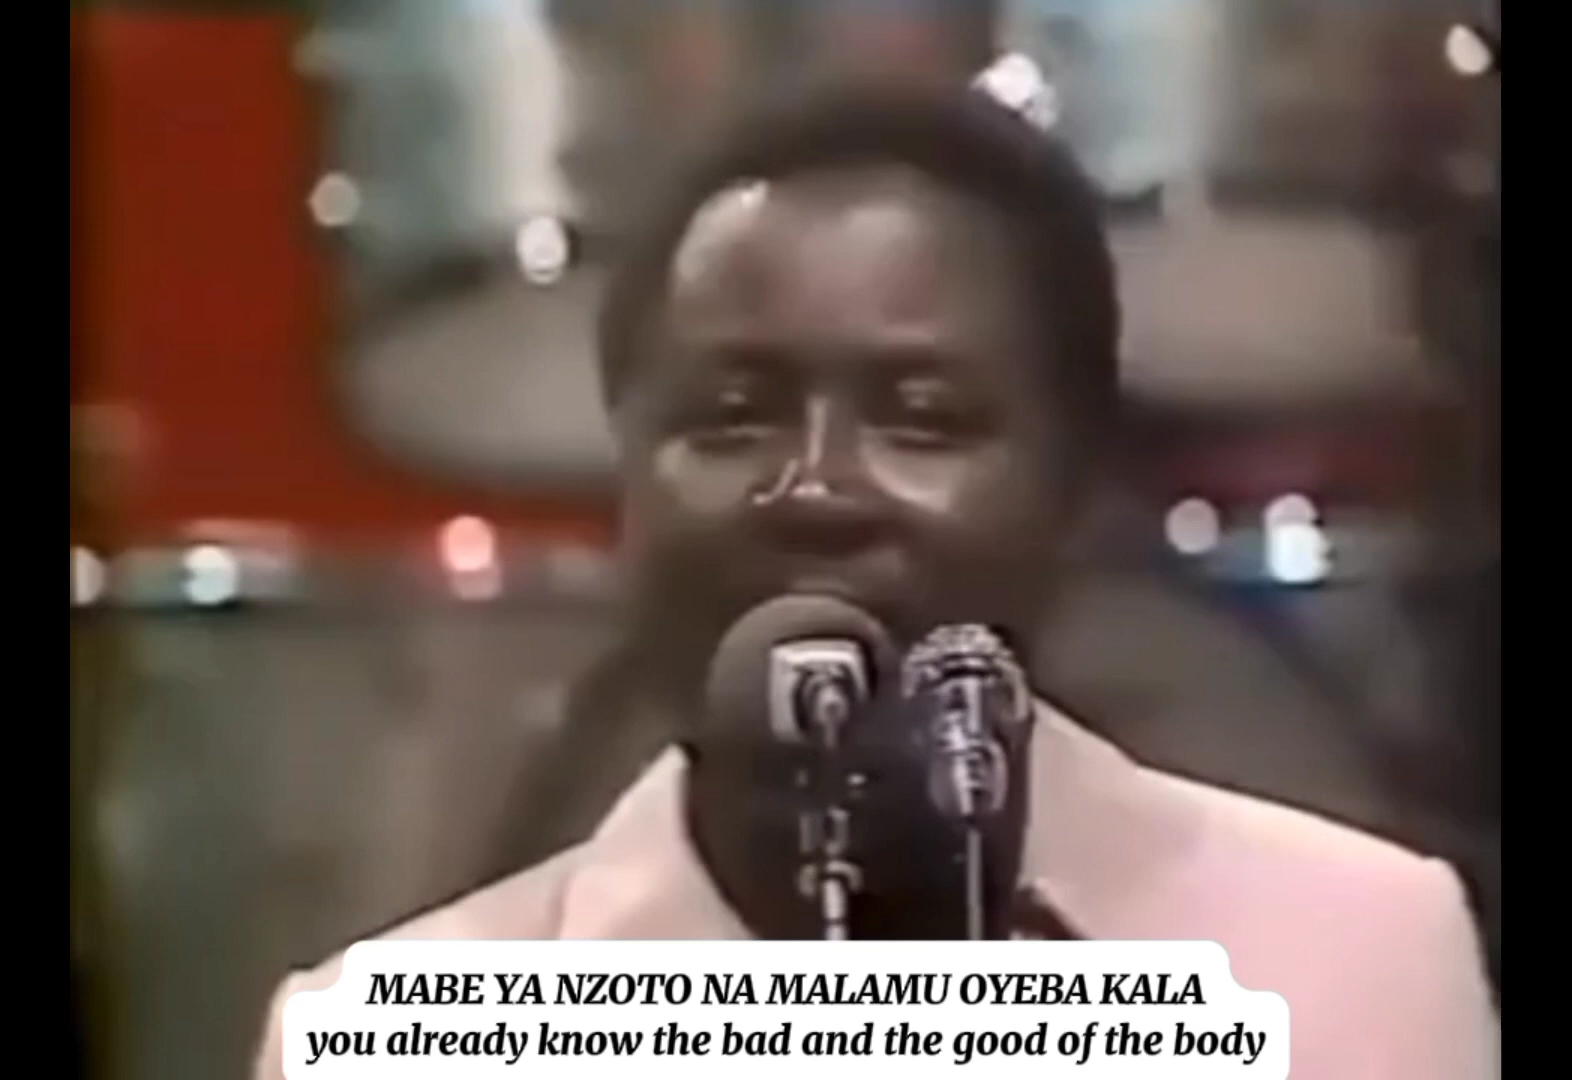 MABE YA NZOTO NA MALAMU OYEBA KALA
you already know the bad and the good of the body